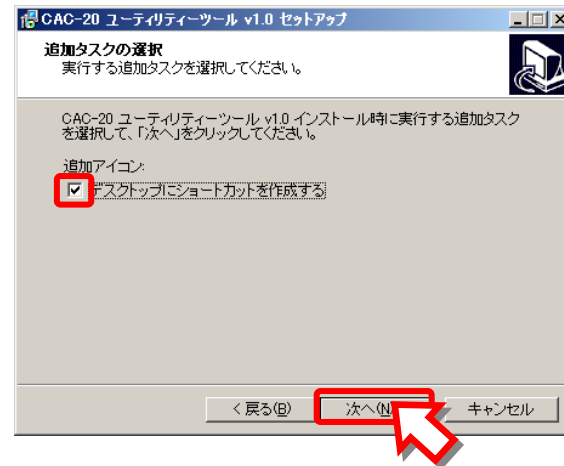 CAC-20 ユーティリティーツール v1.0 セットアップ
追加タスクの選択
実行する追加タスクを選択してください。
CAC-20 ユーティリティーツール v1.0 インストール時に実行する追加タスク
を選択して、「次へ」をクリックしてください。
追加アイコン:
デスクトップにショートカットを作成する
< 戻る(B)
次へ(N)
キャンセル